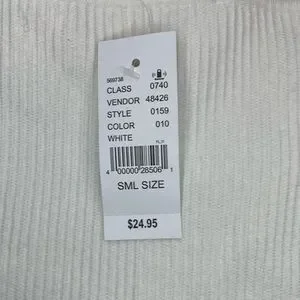 569738
CLASS 0740
VENDOR 48426
STYLE 0159
COLOR 010
WHITE
4 00000 28506 1
SML SIZE
$24.95